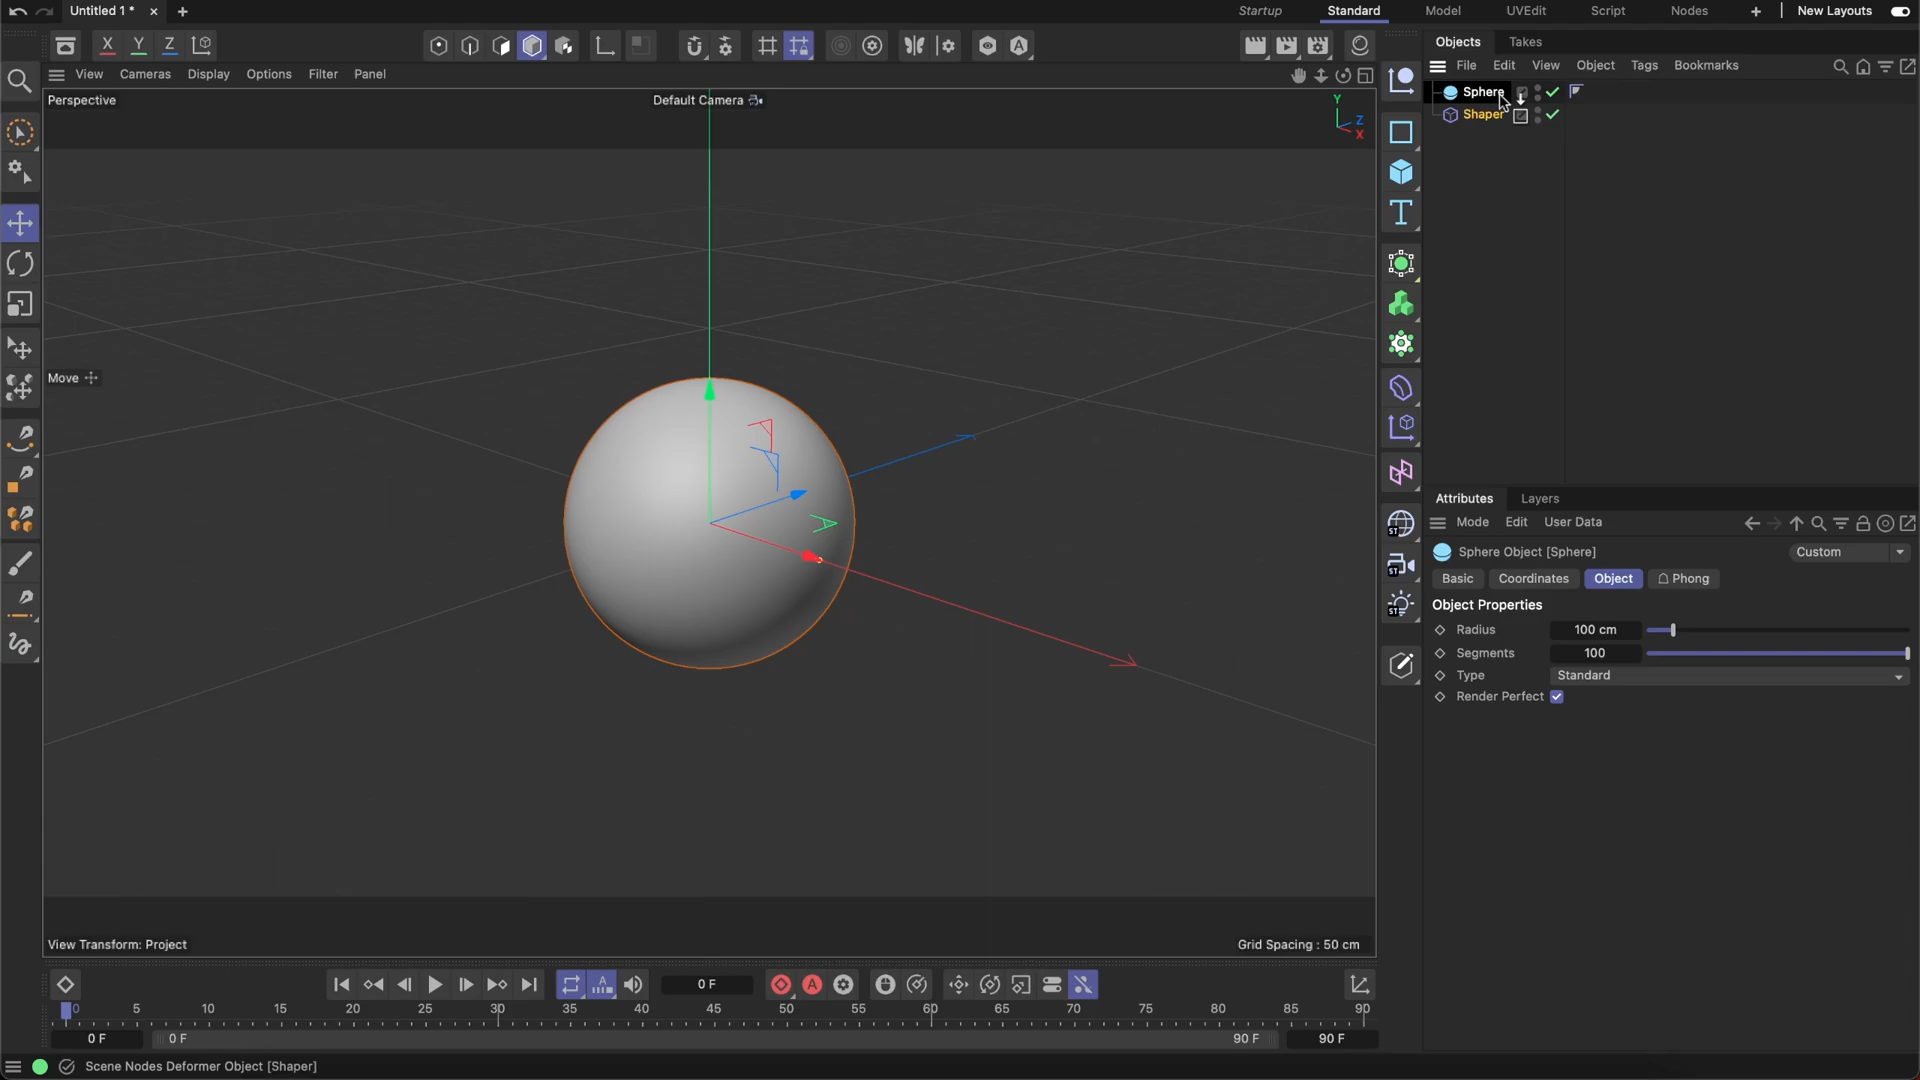 Untitled 1 *
Startup
Standard
Model
UVEdit
Script
Nodes
New Layouts
X
Y
Z
Objects
Takes
View
Cameras
Display
Options
Filter
Panel
File
Edit
View
Object
Tags
Bookmarks
Perspective
Default Camera
Y
Z
X
Sphere
Shaper
Move
Attributes
Layers
Mode
Edit
User Data
Sphere Object [Sphere]
Custom
Basic
Coordinates
Object
Phong
Object Properties
Radius
100 cm
Segments
100
Type
Standard
Render Perfect
ST
ST
ST
View Transform: Project
Grid Spacing : 50 cm
0 F
0 5 10 15 20 25 30 35 40 45 50 55 60 65 70 75 80 85 90
0 F
0 F
90 F
90 F
Scene Nodes Deformer Object [Shaper]